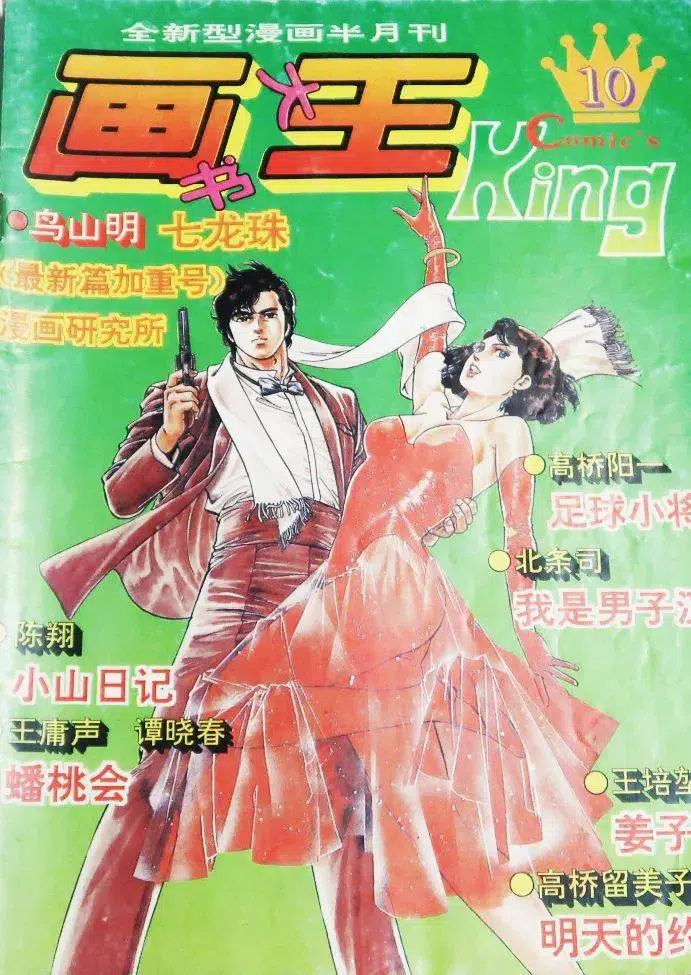 全新型漫画半月刊
画书大王
10
Comic's
King
鸟山明 七龙珠
（最新篇加重号）
漫画研究所
高桥阳一
足球小将
北条司
我是男子汉
陈翔
小山日记
王庸声 谭晓春
蟠桃会
王培堃
姜子
高桥留美子
明天的约